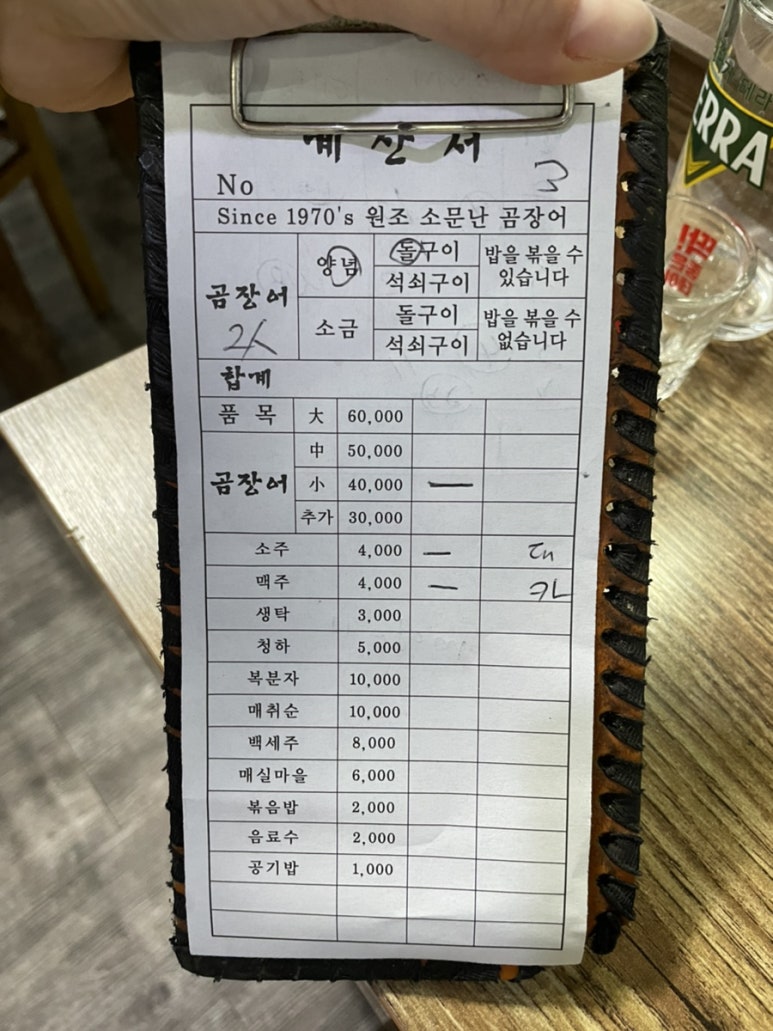 계 산 서
No 3
Since 1970's 원조 소문난 곰장어
곰장어 2人
양념
돌구이
석쇠구이
밥을 볶을 수 있습니다
소금
돌구이
석쇠구이
밥을 볶을 수 없습니다
합계
품 목 大 60,000
곰장어
中 50,000
小 40,000 ―
추가 30,000
소주 4,000 ―
맥주 4,000 ― 카
생탁 3,000
청하 5,000
복분자 10,000
매취순 10,000
백세주 8,000
매실마을 6,000
볶음밥 2,000
음료수 2,000
공기밥 1,000
TERRA
테라